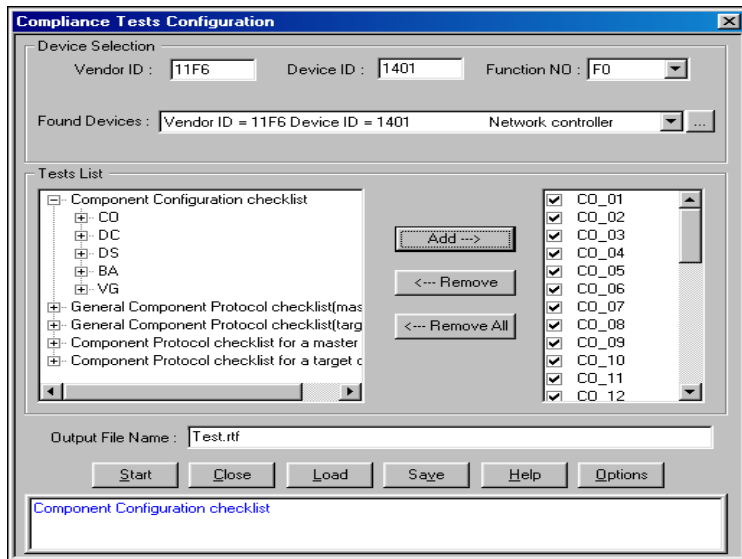 Compliance Tests Configuration
Device Selection
Vendor ID : 11F6 Device ID : 1401 Function NO : F0
Found Devices : Vendor ID = 11F6 Device ID = 1401 Network controller ...
Tests List
Component Configuration checklist
CO
DC
DS
BA
VG
General Component Protocol checklist(mas
General Component Protocol checklist(targ
Component Protocol checklist for a master
Component Protocol checklist for a target d
Add --->
<--- Remove
<--- Remove All
CO_01
CO_02
CO_03
CO_04
CO_05
CO_06
CO_07
CO_08
CO_09
CO_10
CO_11
CO_12
Output File Name : Test.rtf
Start Close Load Save Help Options
Component Configuration checklist